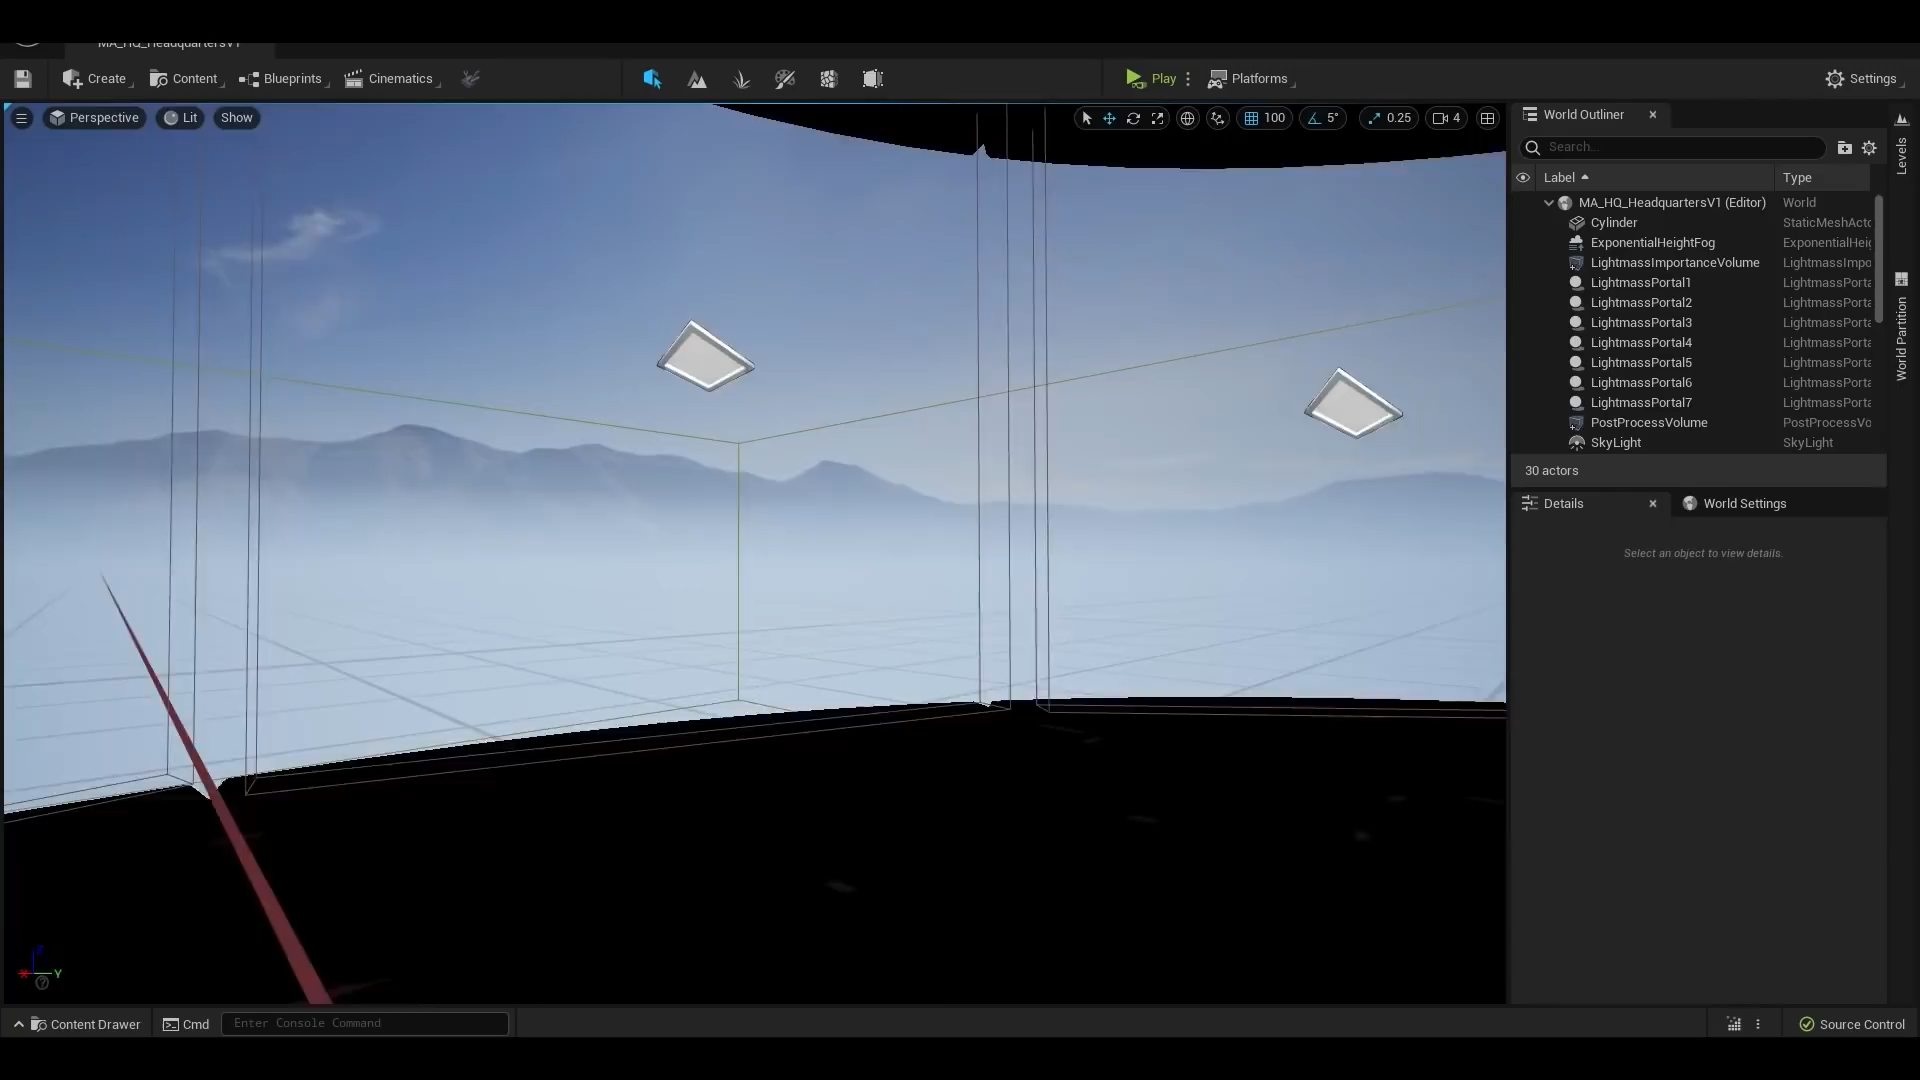 MA_HQ_HeadquartersV1
Create
Content
Blueprints
Cinematics
Play
Platforms
Settings
Perspective
Lit
Show
100
5°
0.25
4
World Outliner
Search...
Label
Type
MA_HQ_HeadquartersV1 (Editor) World
Cylinder StaticMeshActo
ExponentialHeightFog ExponentialHeig
LightmassImportanceVolume LightmassImpo
LightmassPortal1 LightmassPorta
LightmassPortal2 LightmassPorta
LightmassPortal3 LightmassPorta
LightmassPortal4 LightmassPorta
LightmassPortal5 LightmassPorta
LightmassPortal6 LightmassPorta
LightmassPortal7 LightmassPorta
PostProcessVolume PostProcessVo
SkyLight SkyLight
30 actors
Details
World Settings
Select an object to view details.
Levels
World Partition
Z
X
Y
Content Drawer
Cmd
Enter Console Command
Source Control